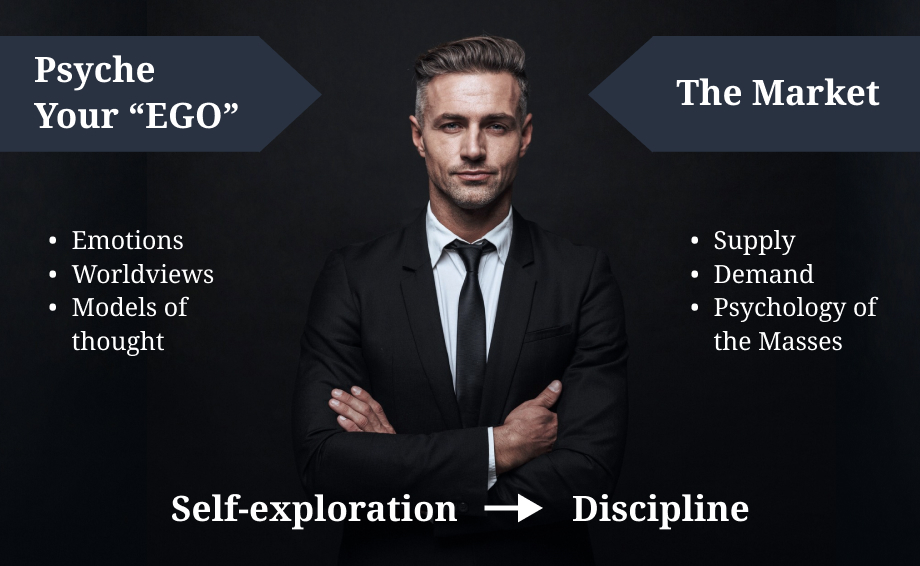 Psyche
Your “EGO”
The Market
• Emotions
• Worldviews
• Models of
thought
• Supply
• Demand
• Psychology of
the Masses
Self-exploration → Discipline